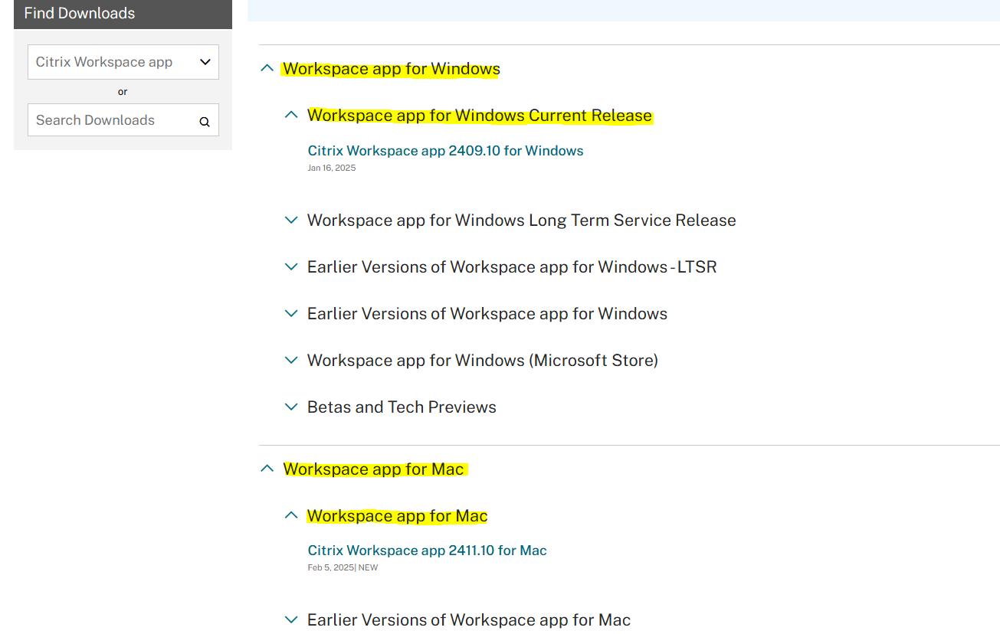 Find Downloads
Citrix Workspace app
or
Search Downloads
Workspace app for Windows
Workspace app for Windows Current Release
Citrix Workspace app 2409.10 for Windows
Jan 16, 2025
Workspace app for Windows Long Term Service Release
Earlier Versions of Workspace app for Windows - LTSR
Earlier Versions of Workspace app for Windows
Workspace app for Windows (Microsoft Store)
Betas and Tech Previews
Workspace app for Mac
Workspace app for Mac
Citrix Workspace app 2411.10 for Mac
Feb 5, 2025| NEW
Earlier Versions of Workspace app for Mac